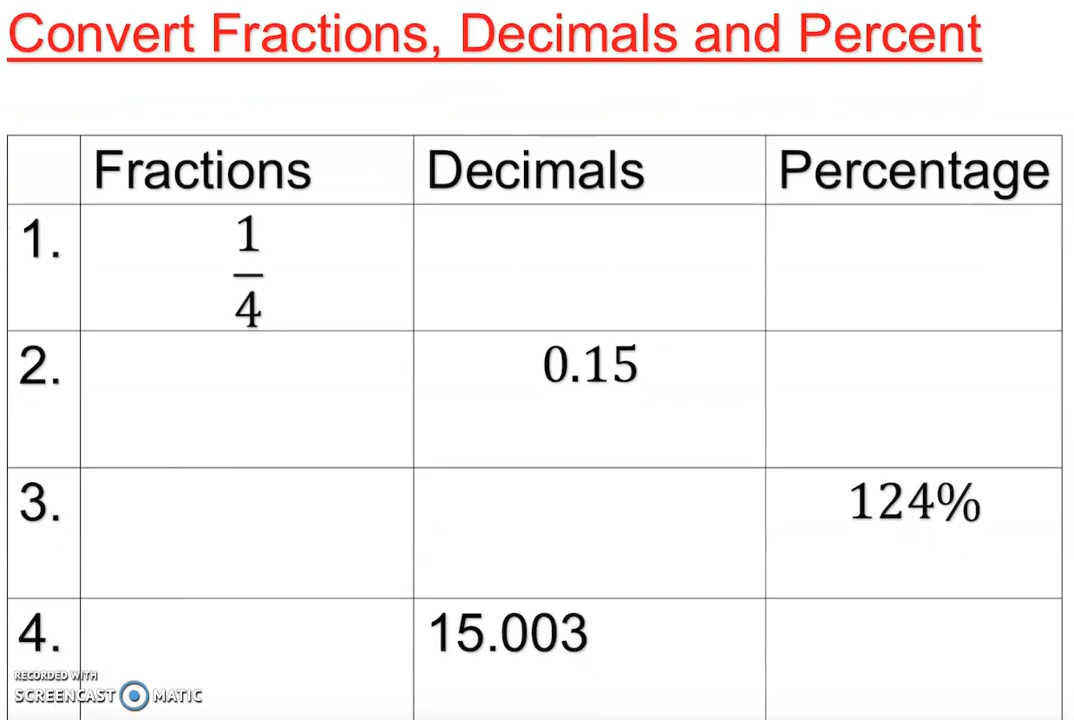 Convert Fractions, Decimals and Percent
Fractions Decimals Percentage
1. 1/4
2. 0.15
3. 124%
4. 15.003
RECORDED WITH
SCREENCAST MATIC